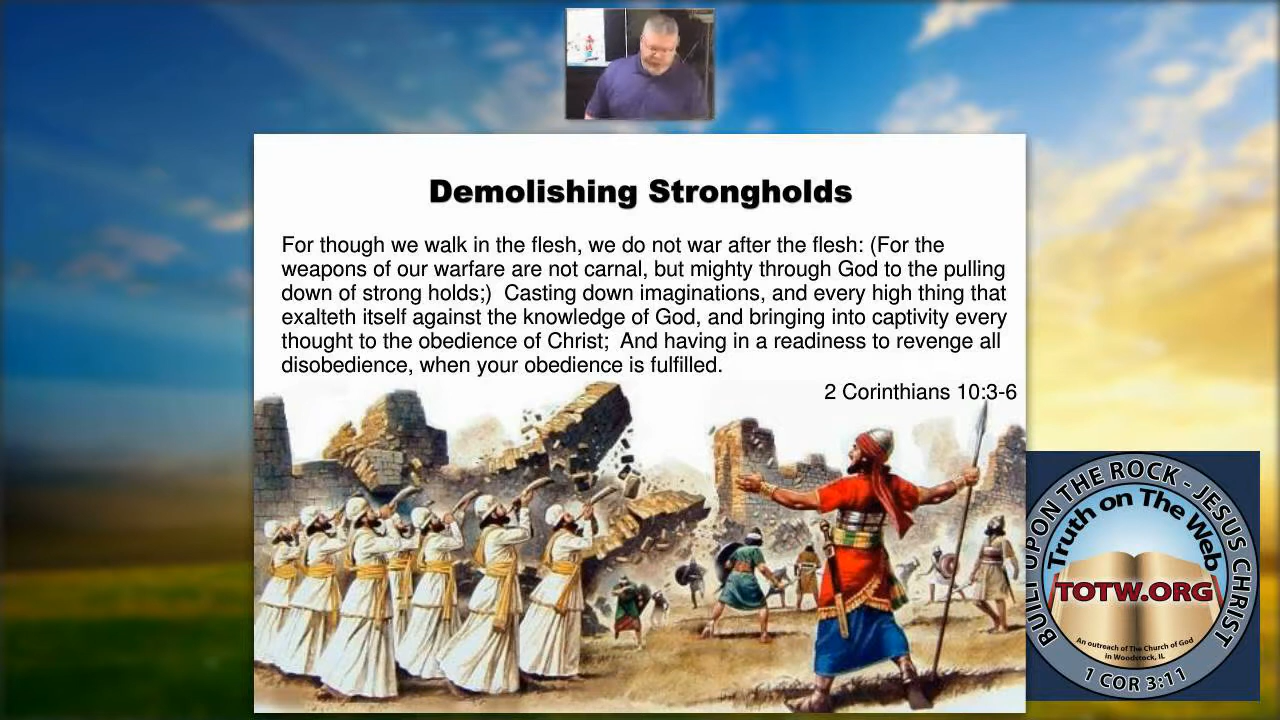 Demolishing Strongholds
For though we walk in the flesh, we do not war after the flesh: (For the
weapons of our warfare are not carnal, but mighty through God to the pulling
down of strong holds;)  Casting down imaginations, and every high thing that
exalteth itself against the knowledge of God, and bringing into captivity every
thought to the obedience of Christ;  And having in a readiness to revenge all
disobedience, when your obedience is fulfilled.
2 Corinthians 10:3-6
BUILT UPON THE ROCK - JESUS CHRIST
Truth on The Web
TOTW.ORG
An outreach of The Church of God
in Woodstock, IL
1 COR 3:11